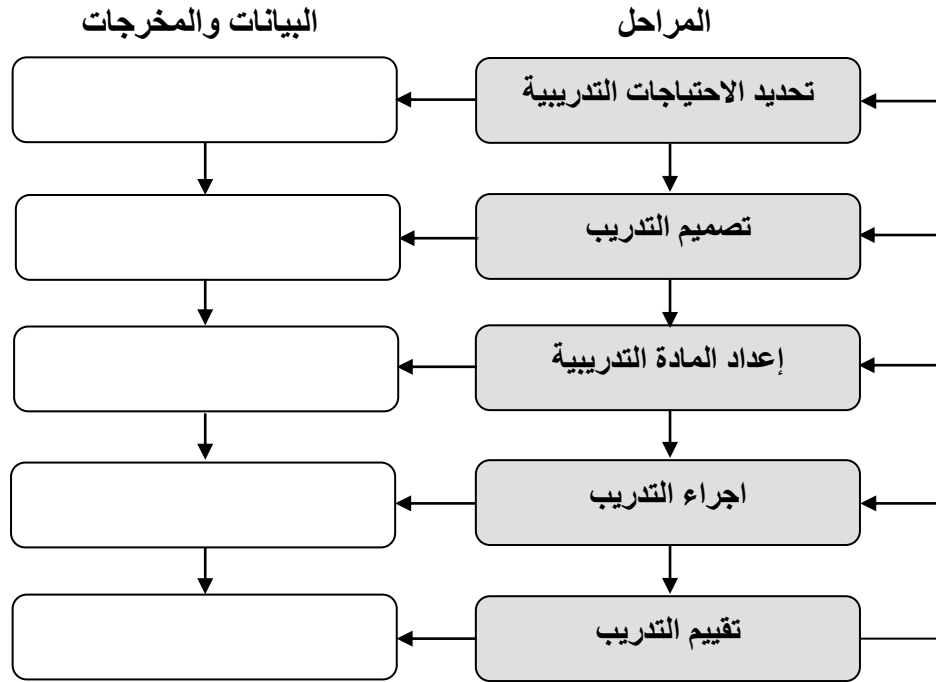 المراحل
البيانات والمخرجات
تحديد الاحتياجات التدريبية
تصميم التدريب
إعداد المادة التدريبية
اجراء التدريب
تقييم التدريب